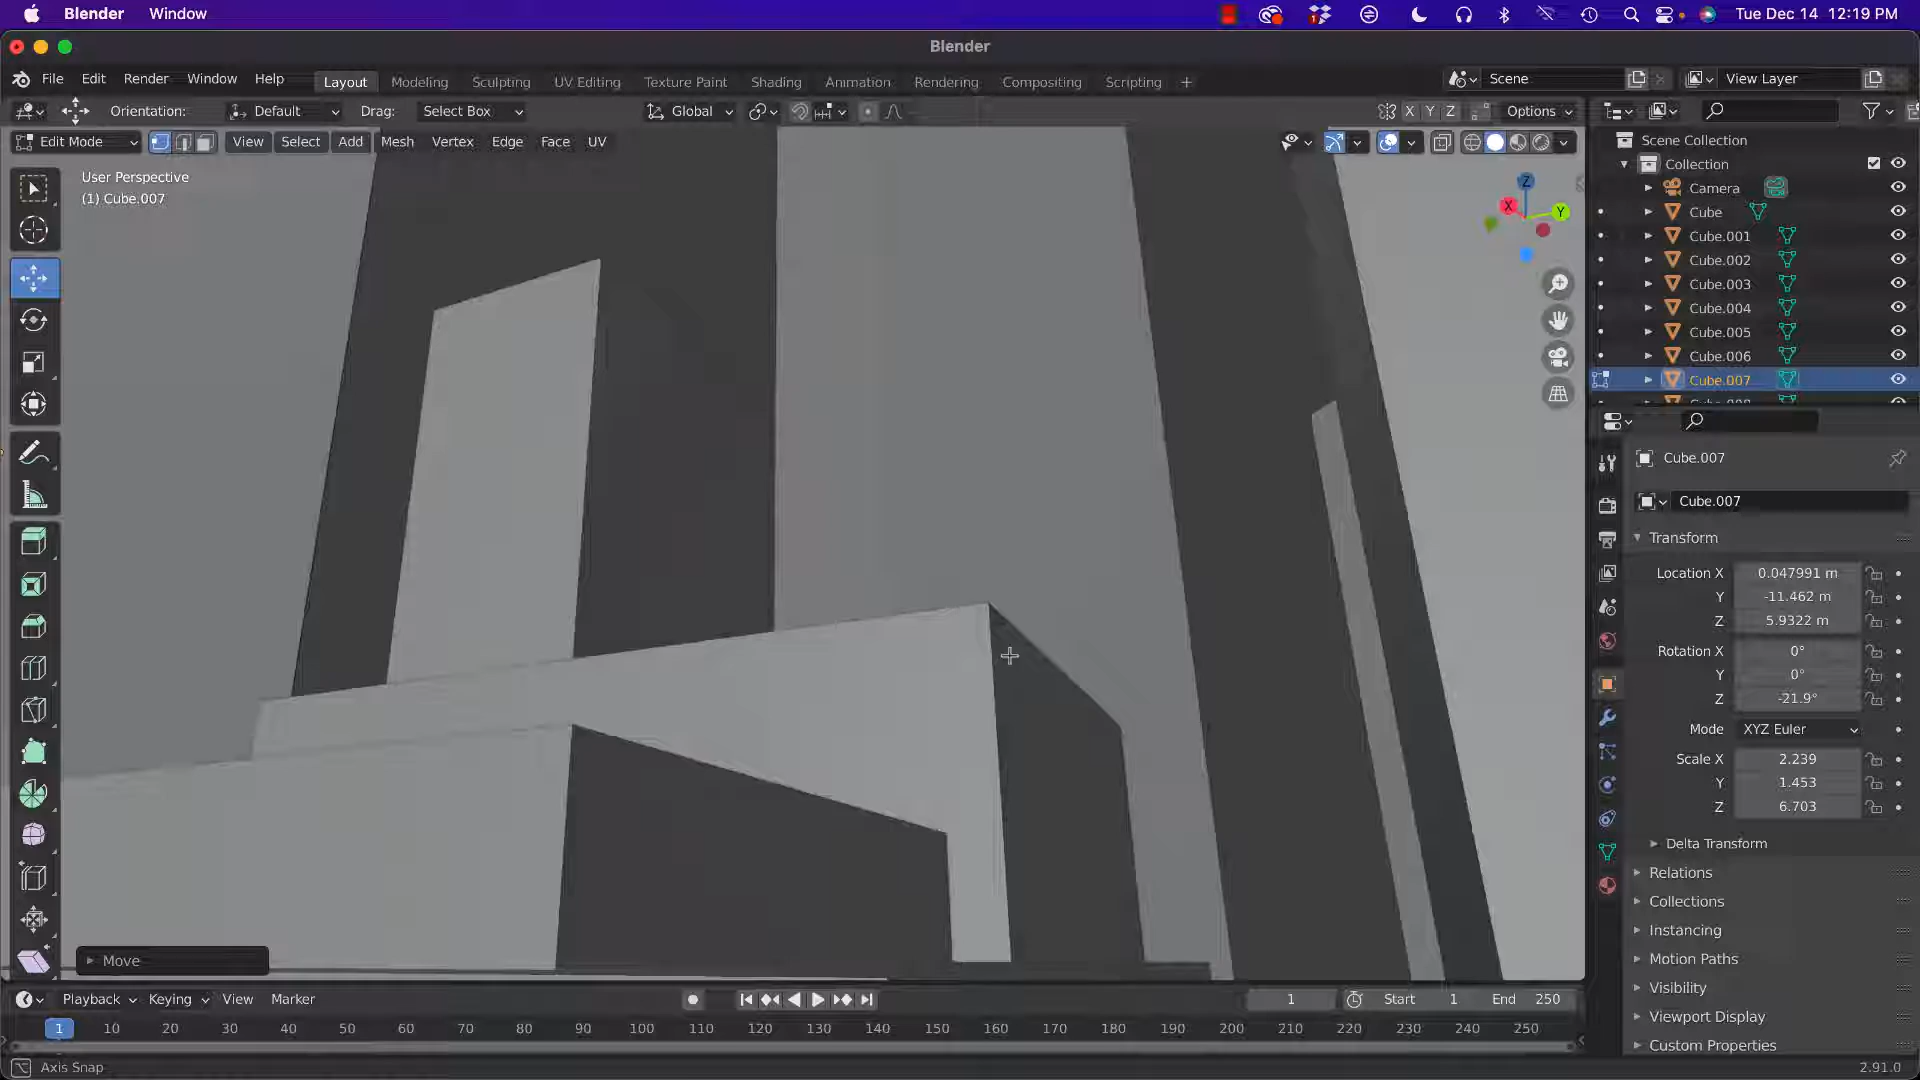 Blender Window Tue Dec 14 12:19 PM
Blender
File Edit Render Window Help Layout Modeling Sculpting UV Editing Texture Paint Shading Animation Rendering Compositing Scripting + Scene View Layer
Orientation: Default Drag: Select Box Global X Y Z Options
Edit Mode View Select Add Mesh Vertex Edge Face UV
User Perspective
(1) Cube.007
Z
X
Y
Move
Scene Collection
Collection
Camera
Cube
Cube.001
Cube.002
Cube.003
Cube.004
Cube.005
Cube.006
Cube.007
Cube.007
Cube.007
Transform
Location X 0.047991 m
Y -11.462 m
Z 5.9322 m
Rotation X 0°
Y 0°
Z -21.9°
Mode XYZ Euler
Scale X 2.239
Y 1.453
Z 6.703
Delta Transform
Relations
Collections
Instancing
Motion Paths
Visibility
Viewport Display
Custom Properties
Playback Keying View Marker 1 Start 1 End 250
1 10 20 30 40 50 60 70 80 90 100 110 120 130 140 150 160 170 180 190 200 210 220 230 240 250
Axis Snap 2.91.0